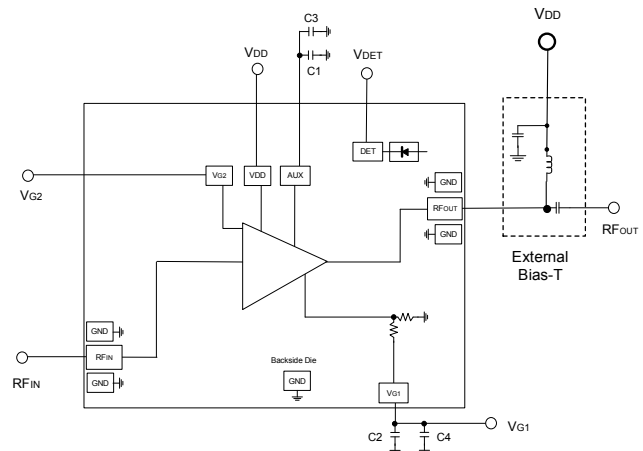 C3
VDD
VDD
C1
VDET
DET
VG2
VG2
VDD
AUX
GND
RFOUT
GND
RFOUT
External
Bias-T
GND
RFIN
GND
RFIN
Backside Die
GND
VG1
VG1
C2
C4